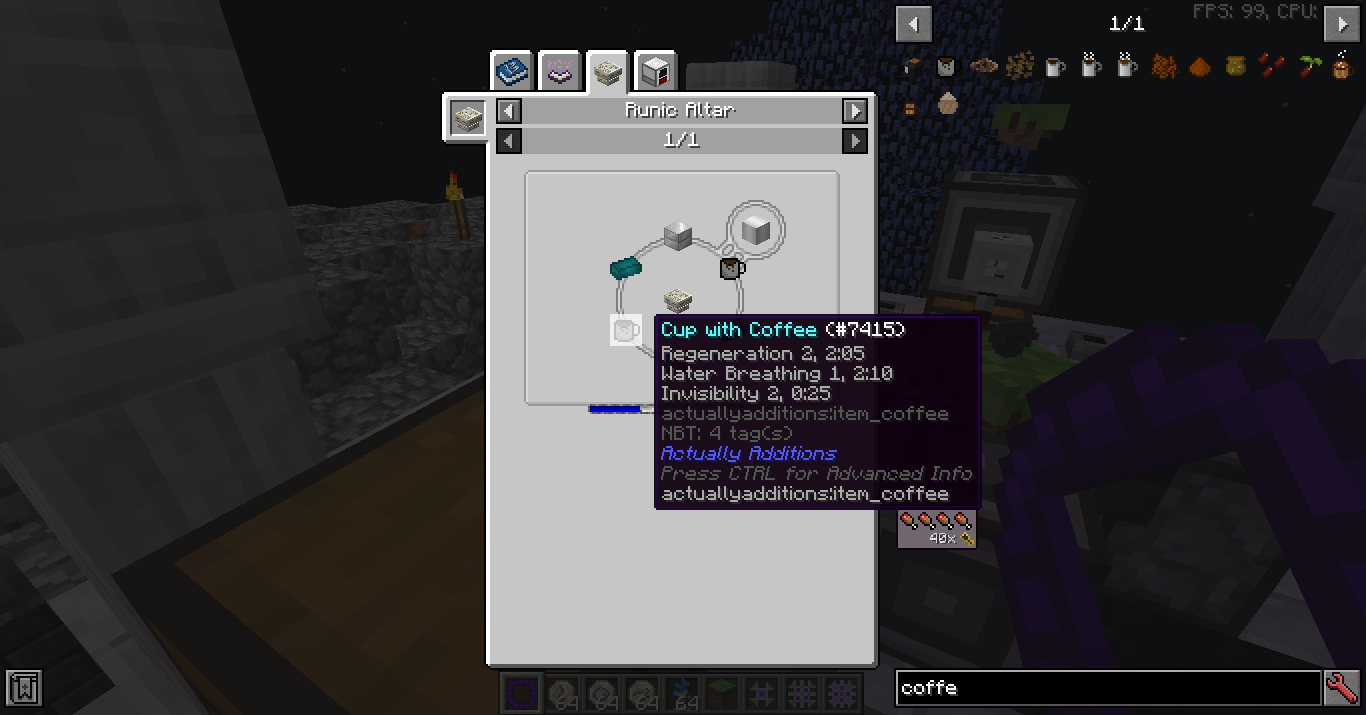 FPS: 99, CPU:
1/1
Runic Altar
1/1
Cup with Coffee (#7415)
Regeneration 2, 2:05
Water Breathing 1, 2:10
Invisibility 2, 0:25
actuallyadditions:item_coffee
NBT: 4 tag(s)
Actually Additions
Press CTRL for Advanced Info
actuallyadditions:item_coffee
40x
coffe
64 64 64 64